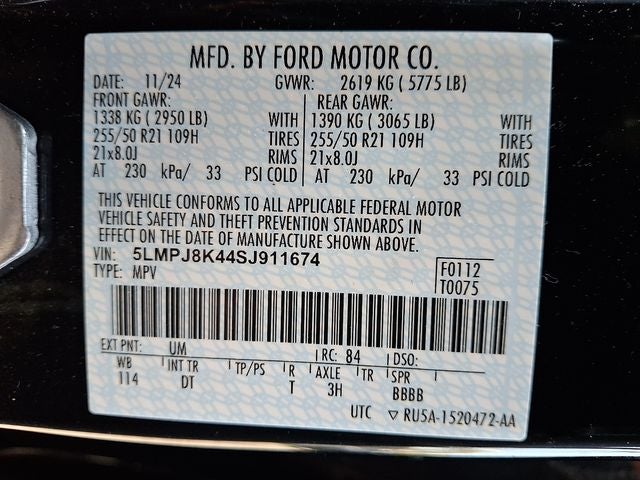 MFD. BY FORD MOTOR CO.
DATE: 11/24 GVWR: 2619 KG ( 5775 LB)
FRONT GAWR: REAR GAWR:
1338 KG ( 2950 LB) WITH 1390 KG ( 3065 LB) WITH
255/50 R21 109H TIRES 255/50 R21 109H TIRES
21x8.0J RIMS 21x8.0J RIMS
AT 230 kPa/ 33 PSI COLD AT 230 kPa/ 33 PSI COLD
THIS VEHICLE CONFORMS TO ALL APPLICABLE FEDERAL MOTOR
VEHICLE SAFETY AND THEFT PREVENTION STANDARDS IN
EFFECT ON THE DATE OF MANUFACTURE SHOWN ABOVE.
VIN: 5LMPJ8K44SJ911674
TYPE: MPV
F0112
T0075
EXT PNT: UM RC: 84 DSO:
WB INT TR TP/PS R AXLE TR SPR
114 DT T 3H BBBB
UTC ▽ RU5A-1520472-AA